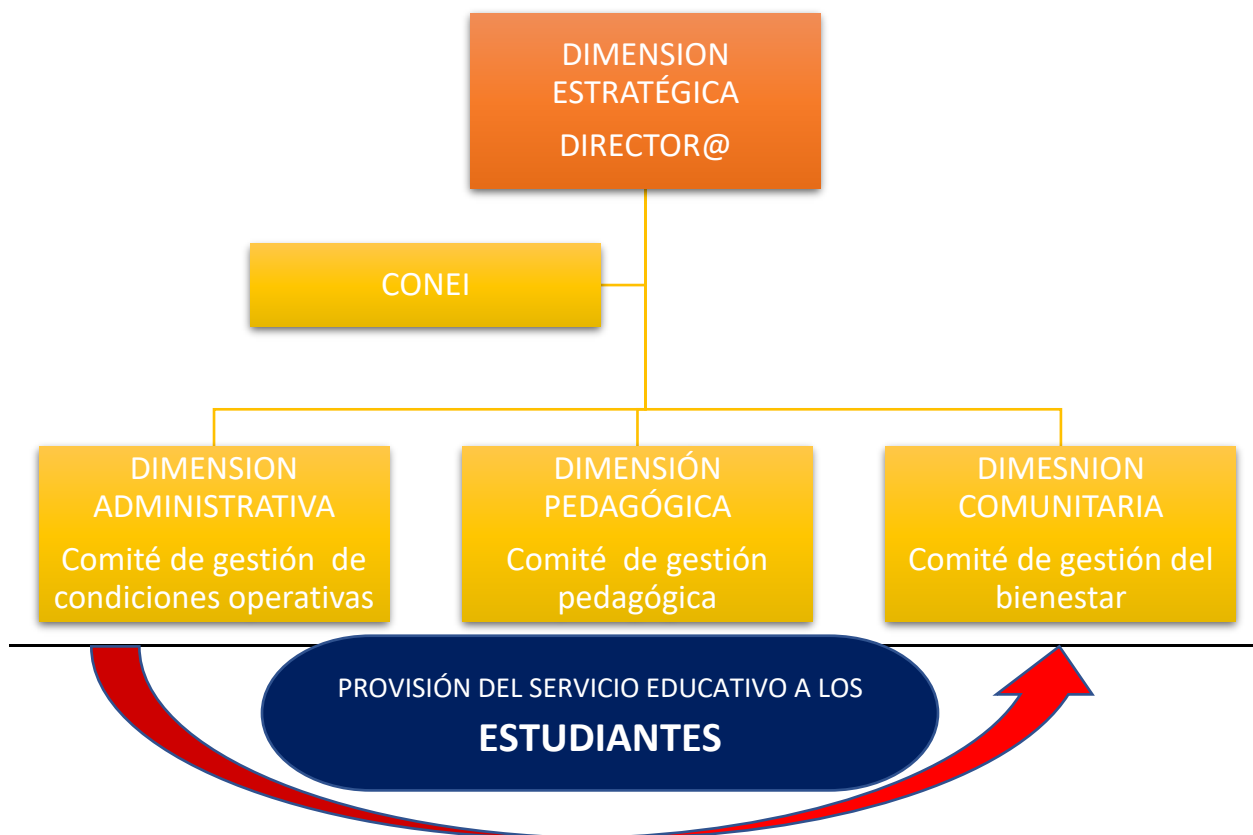 DIMENSION
ESTRATÉGICA
DIRECTOR@
CONEI
DIMENSION
ADMINISTRATIVA
Comité de gestión de
condiciones operativas
DIMENSIÓN
PEDAGÓGICA
Comité de gestión
pedagógica
DIMESNION
COMUNITARIA
Comité de gestión del
bienestar
PROVISIÓN DEL SERVICIO EDUCATIVO A LOS
ESTUDIANTES